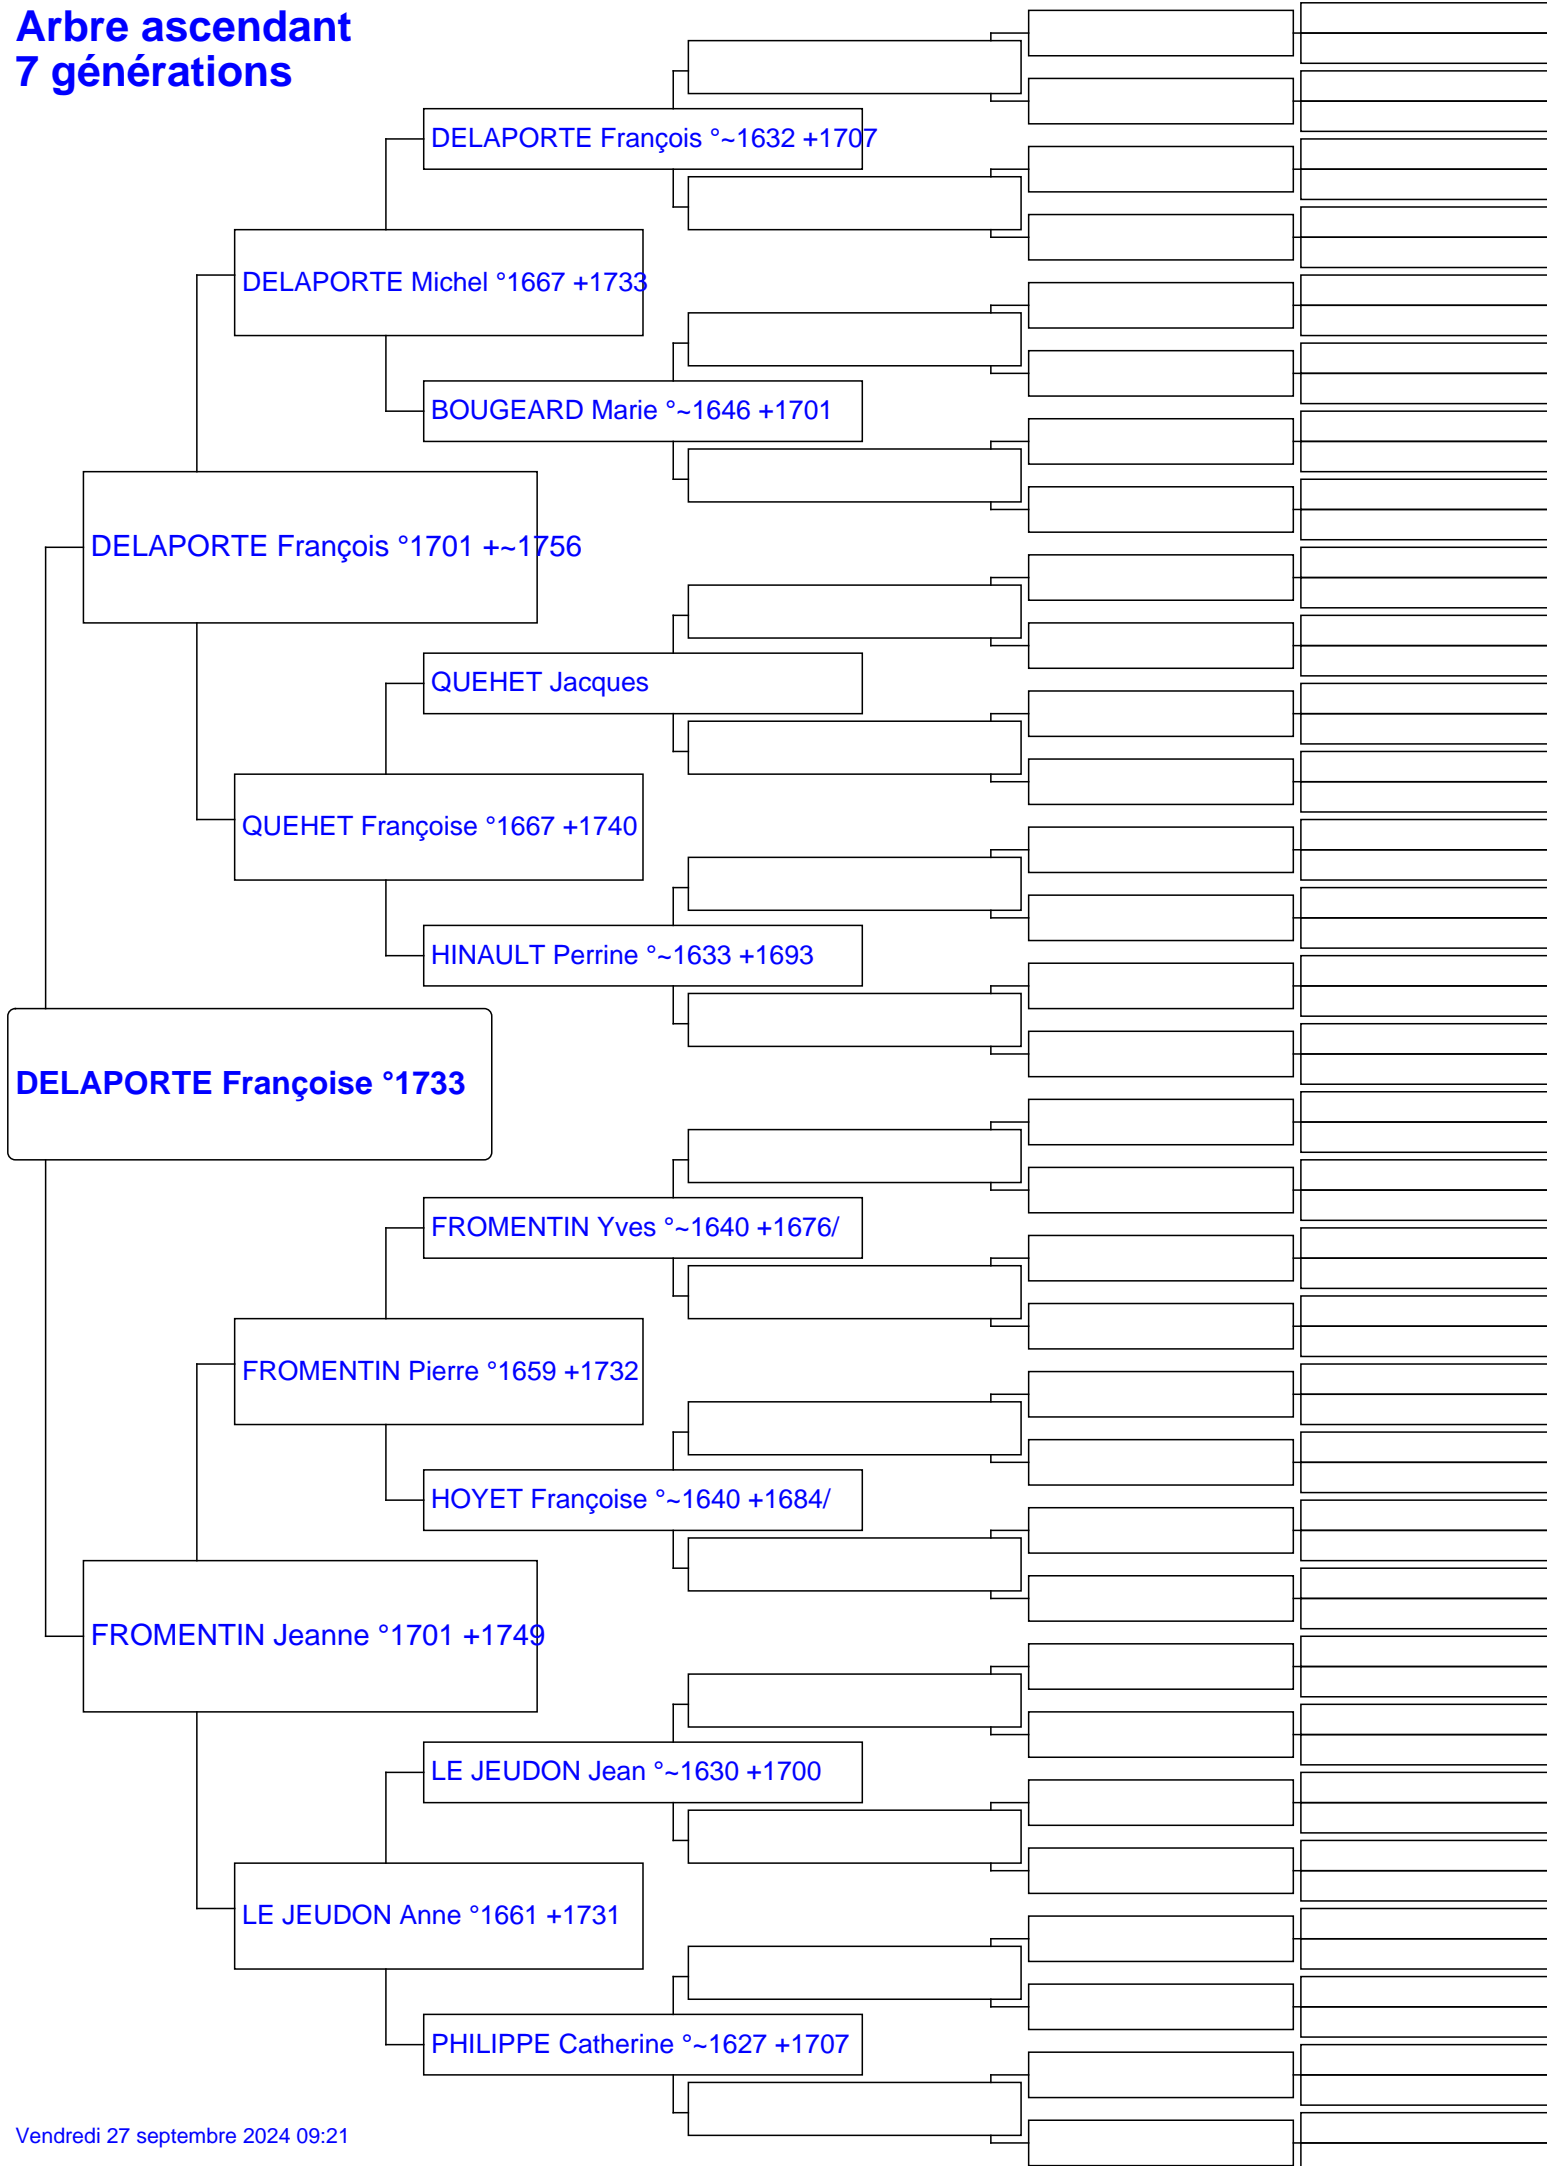 Arbre ascendant
7 générations
DELAPORTE François °~1632 +1707
DELAPORTE Michel °1667 +1733
BOUGEARD Marie °~1646 +1701
DELAPORTE François °1701 +~1756
QUEHET Jacques
QUEHET Françoise °1667 +1740
HINAULT Perrine °~1633 +1693
DELAPORTE Françoise °1733
FROMENTIN Yves °~1640 +1676/
FROMENTIN Pierre °1659 +1732
HOYET Françoise °~1640 +1684/
FROMENTIN Jeanne °1701 +1749
LE JEUDON Jean °~1630 +1700
LE JEUDON Anne °1661 +1731
PHILIPPE Catherine °~1627 +1707
Vendredi 27 septembre 2024 09:21